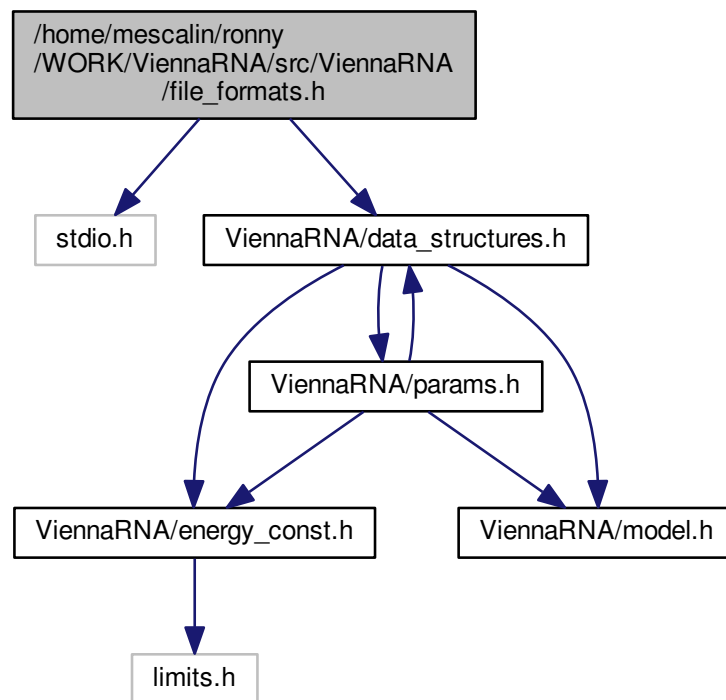 /home/mescalin/ronny
/WORK/ViennaRNA/src/ViennaRNA
/file_formats.h
stdio.h
ViennaRNA/data_structures.h
ViennaRNA/params.h
ViennaRNA/energy_const.h
ViennaRNA/model.h
limits.h